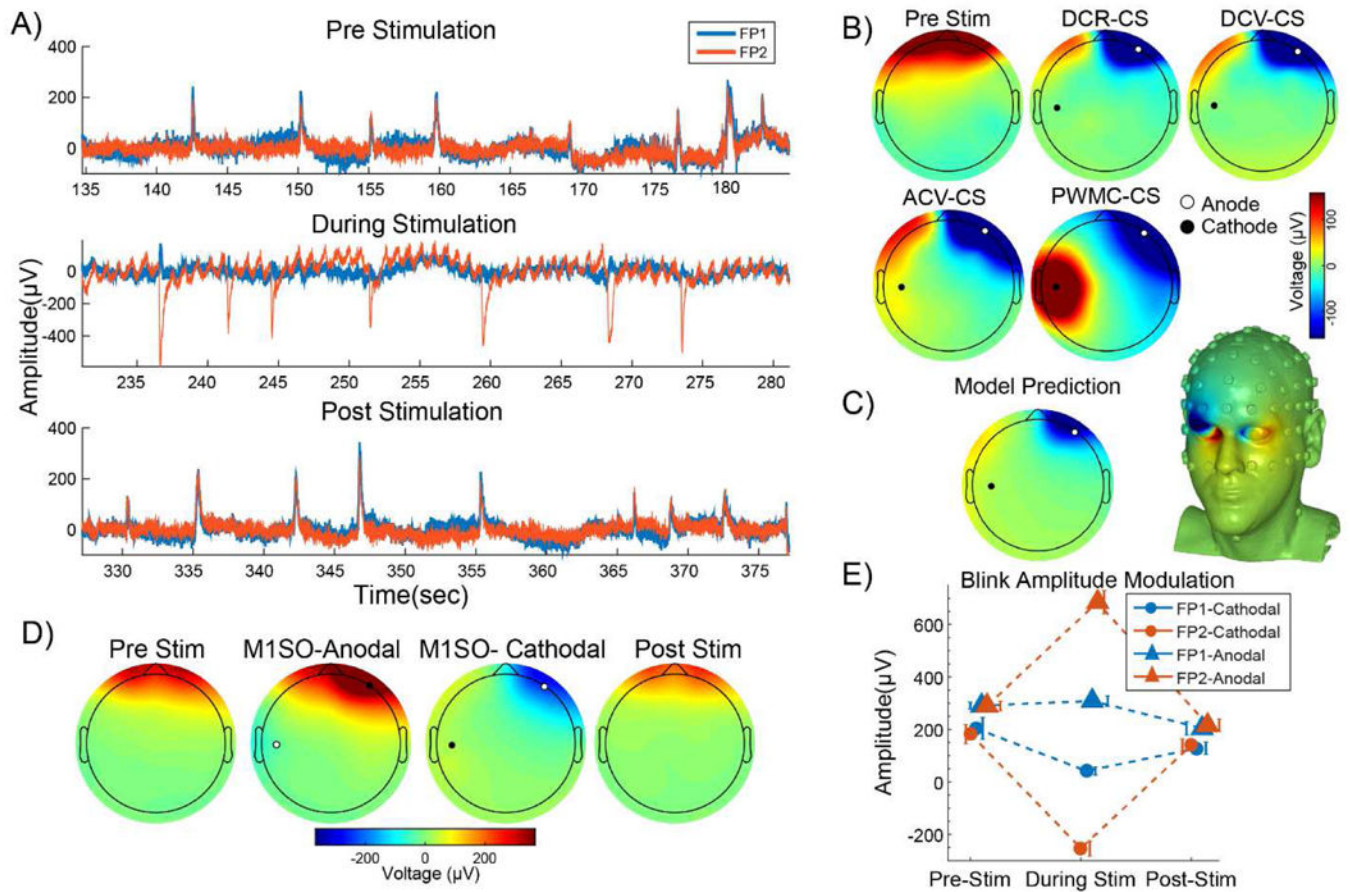 A)
Pre Stimulation
FP1
FP2
400
200
0
135 140 145 150 155 160 165 170 175 180
During Stimulation
0
-200
-400
235 240 245 250 255 260 265 270 275 280
Amplitude(µV)
Post Stimulation
400
200
0
330 335 340 345 350 355 360 365 370 375
Time(sec)
B)
Pre Stim DCR-CS DCV-CS
ACV-CS PWMC-CS
Anode
Cathode
Voltage (µV)
100
0
-100
C)
Model Prediction
D)
Pre Stim M1SO-Anodal M1SO- Cathodal Post Stim
-200 0 200
Voltage (µV)
E)
Blink Amplitude Modulation
FP1-Cathodal
FP2-Cathodal
FP1-Anodal
FP2-Anodal
Amplitude(µV)
600
400
200
0
-200
Pre-Stim During Stim Post-Stim